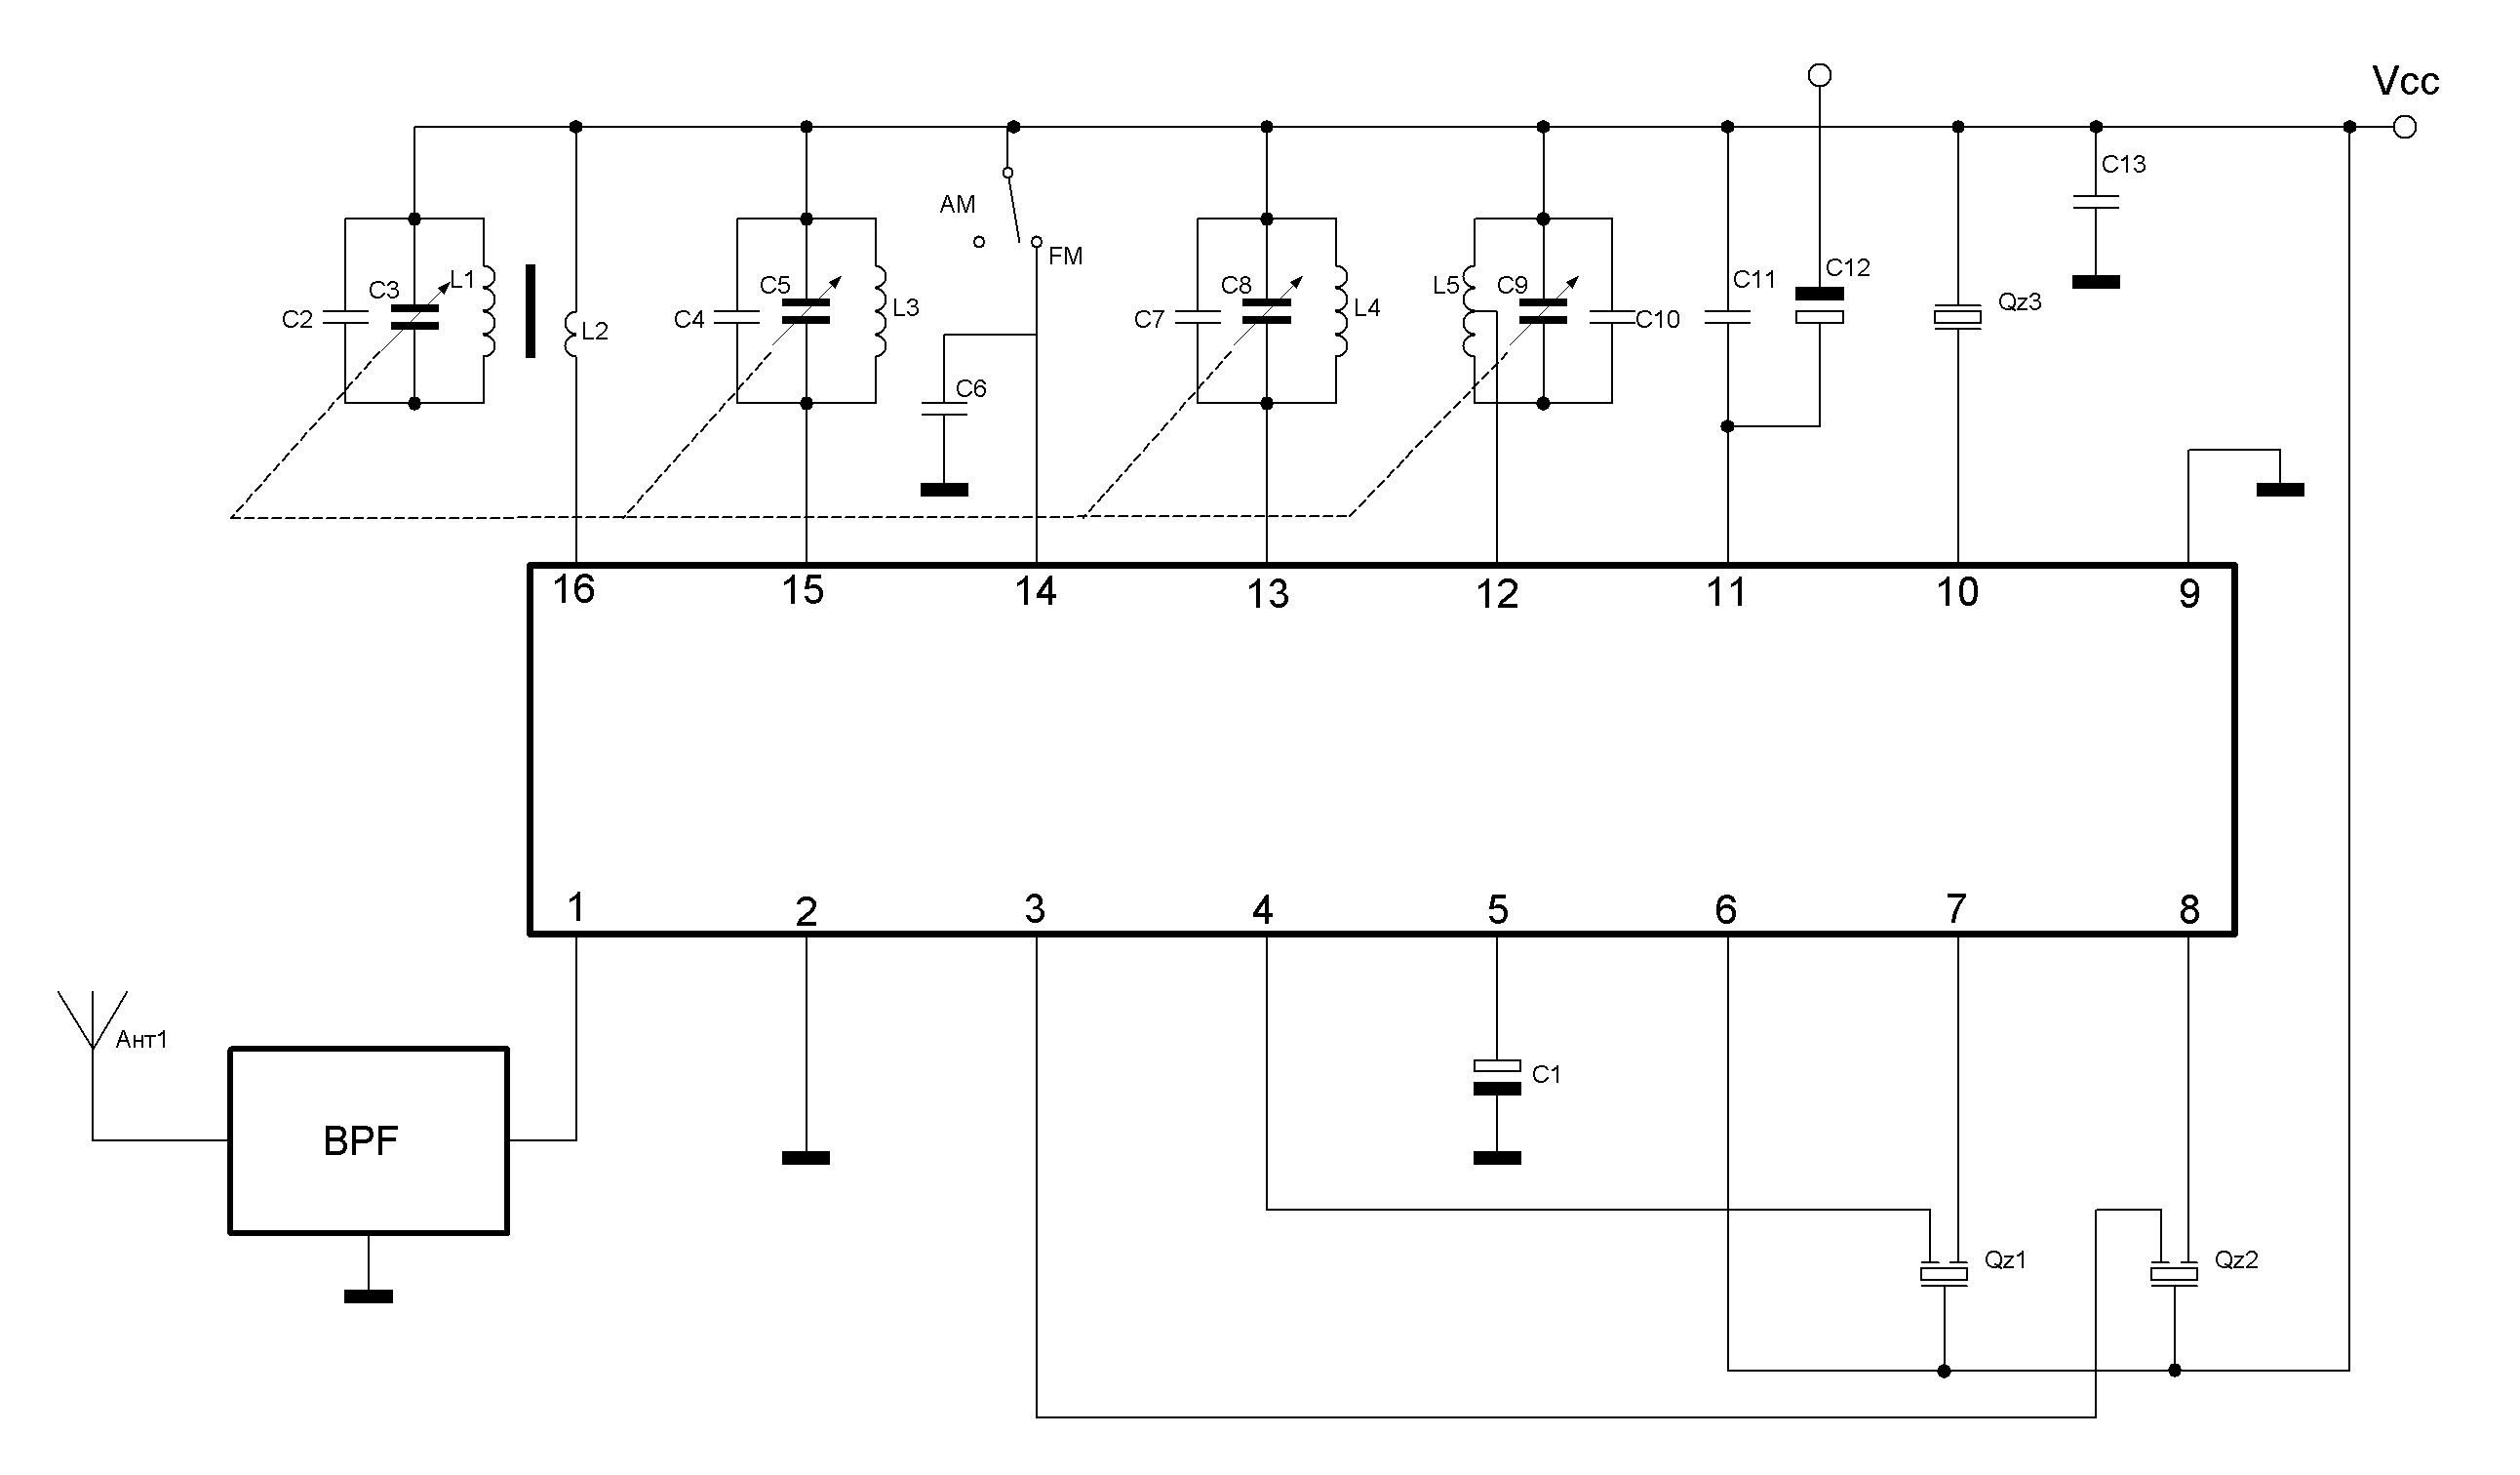 Vcc
C13
AM
FM
C3
L1
C2
L2
C5
C4
L3
C6
C8
C7
L4
L5
C9
C10
C11
C12
Qz3
16 15 14 13 12 11 10 9
1 2 3 4 5 6 7 8
Ант1
BPF
C1
Qz1
Qz2